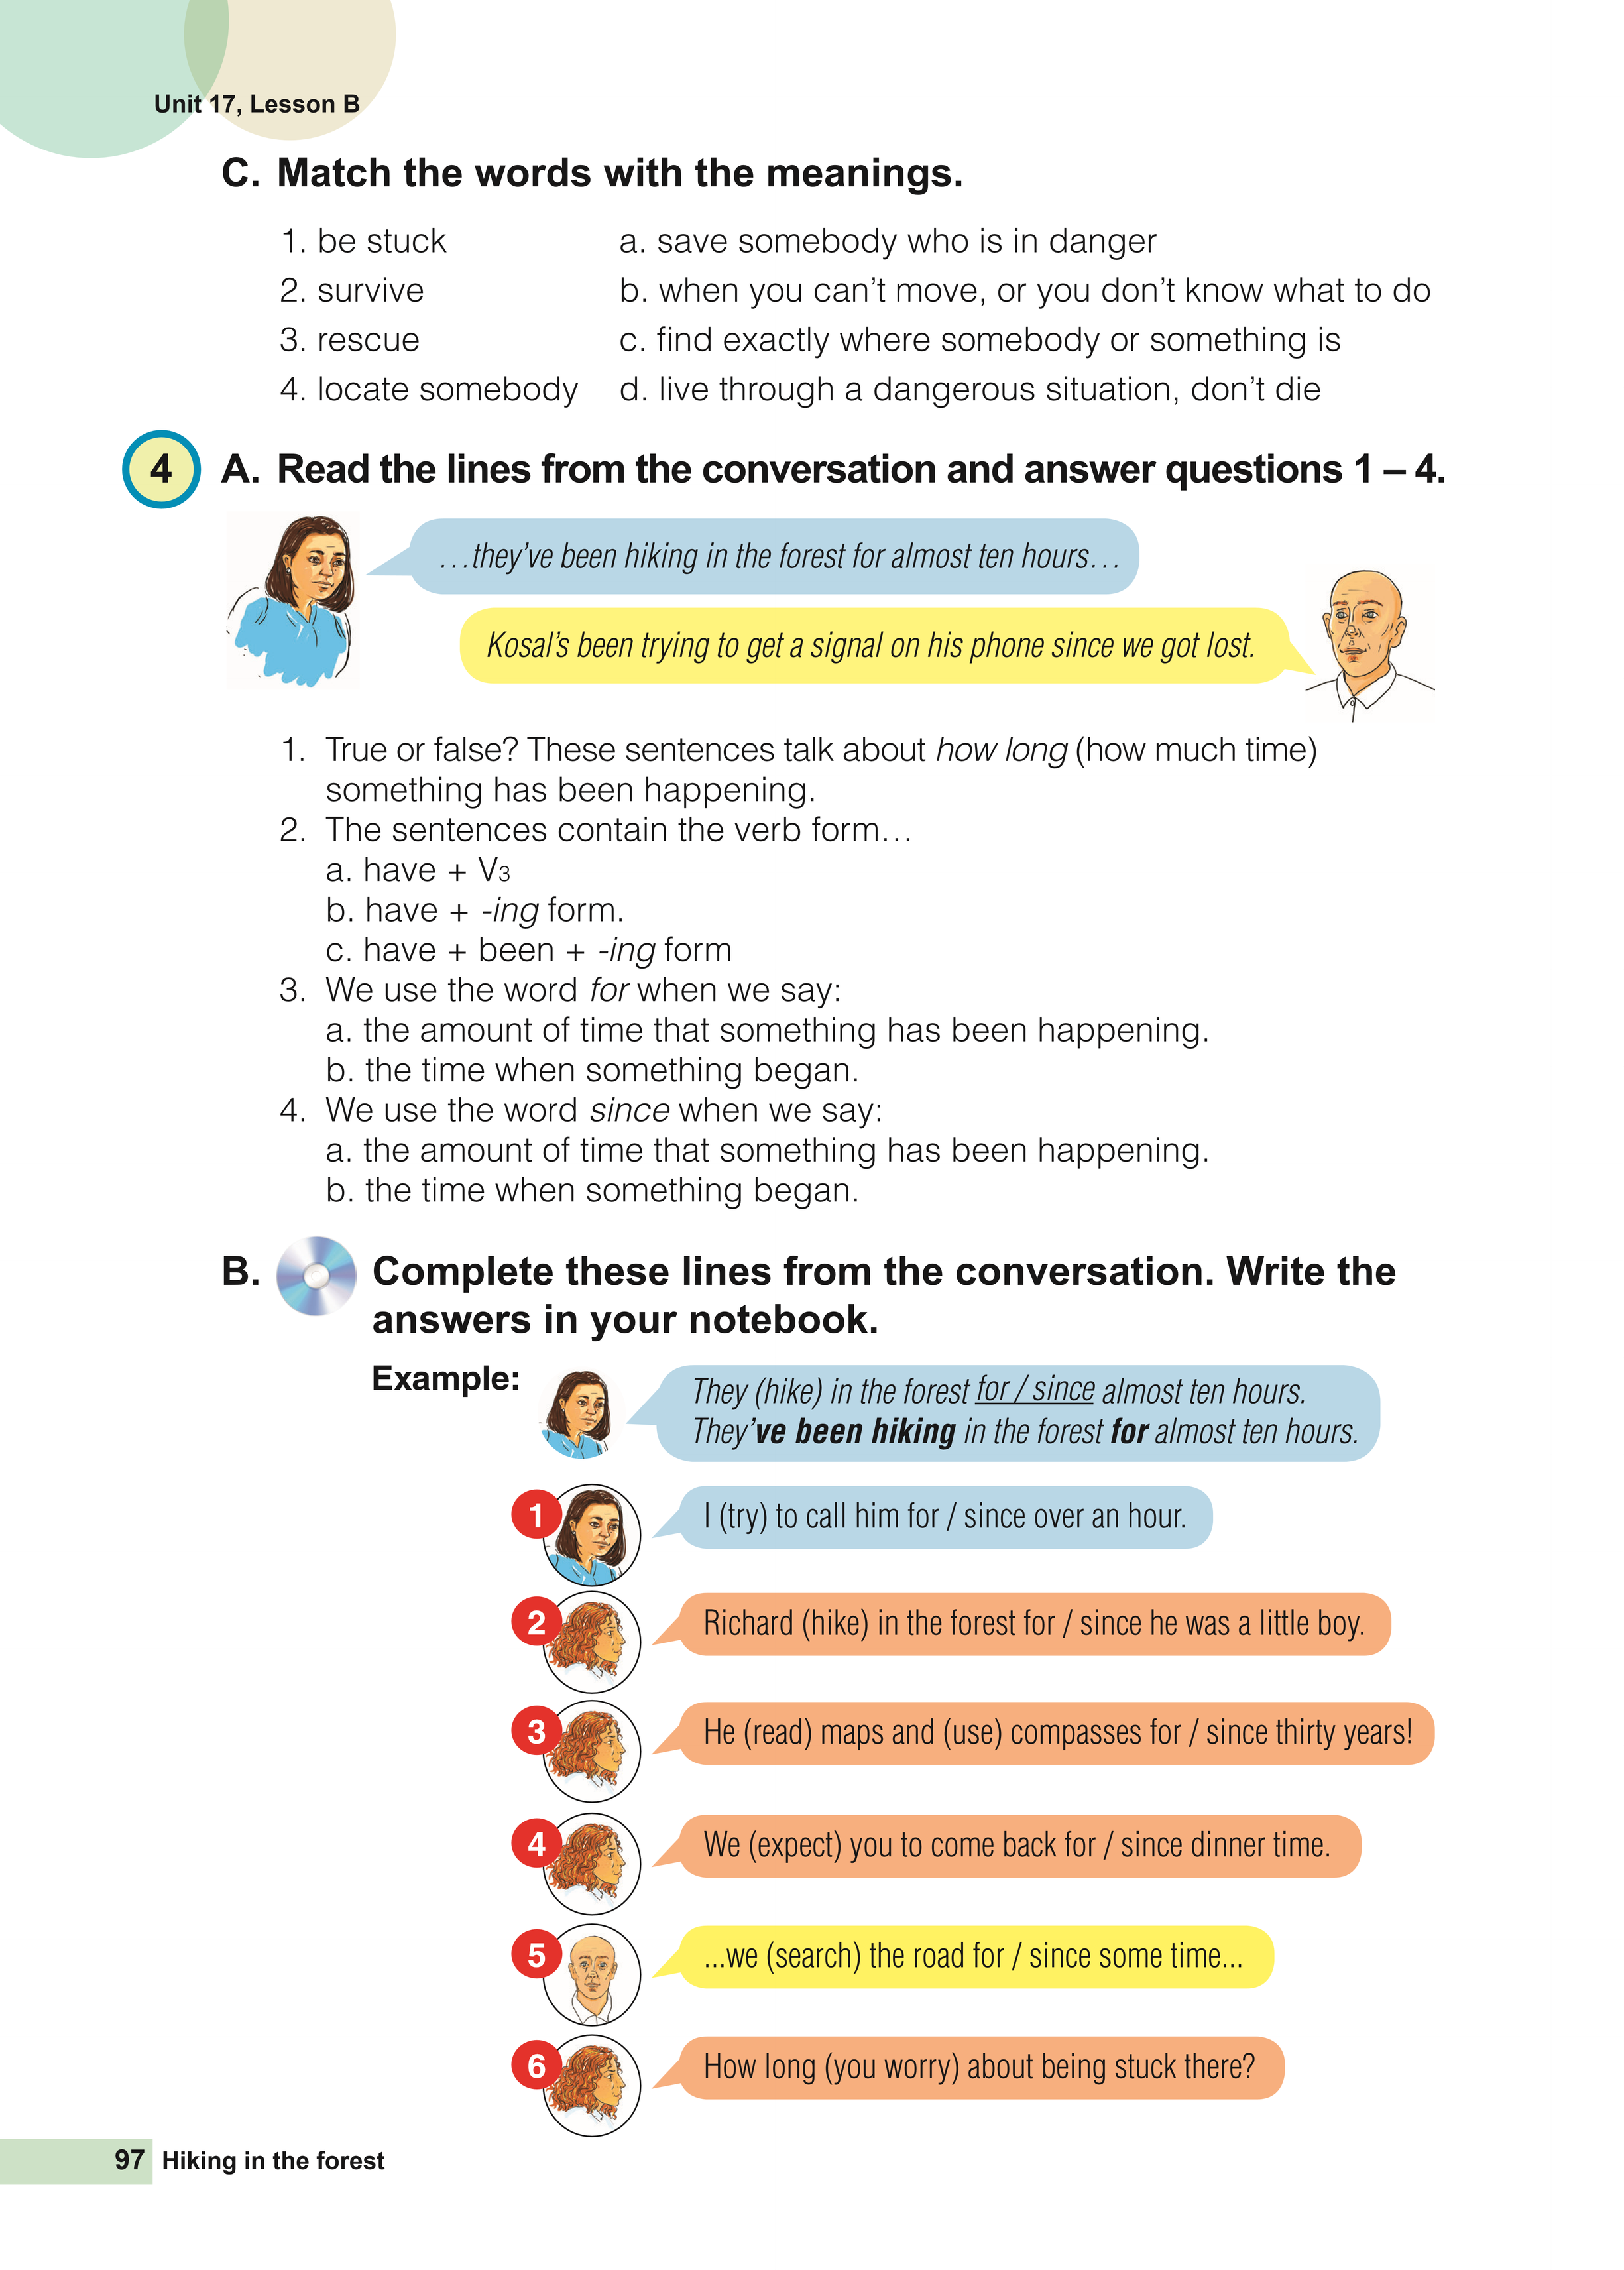 Unit 17, Lesson B
C. Match the words with the meanings.
1. be stuck a. save somebody who is in danger
2. survive b. when you can’t move, or you don’t know what to do
3. rescue c. find exactly where somebody or something is
4. locate somebody d. live through a dangerous situation, don’t die
4 A. Read the lines from the conversation and answer questions 1 – 4.
…they’ve been hiking in the forest for almost ten hours…
Kosal’s been trying to get a signal on his phone since we got lost.
1. True or false? These sentences talk about how long (how much time)
something has been happening.
2. The sentences contain the verb form…
a. have + V3
b. have + -ing form.
c. have + been + -ing form
3. We use the word for when we say:
a. the amount of time that something has been happening.
b. the time when something began.
4. We use the word since when we say:
a. the amount of time that something has been happening.
b. the time when something began.
B. Complete these lines from the conversation. Write the
answers in your notebook.
Example:
They (hike) in the forest for / since almost ten hours.
They’ve been hiking in the forest for almost ten hours.
1 I (try) to call him for / since over an hour.
2 Richard (hike) in the forest for / since he was a little boy.
3 He (read) maps and (use) compasses for / since thirty years!
4 We (expect) you to come back for / since dinner time.
5 ...we (search) the road for / since some time...
6 How long (you worry) about being stuck there?
97 Hiking in the forest